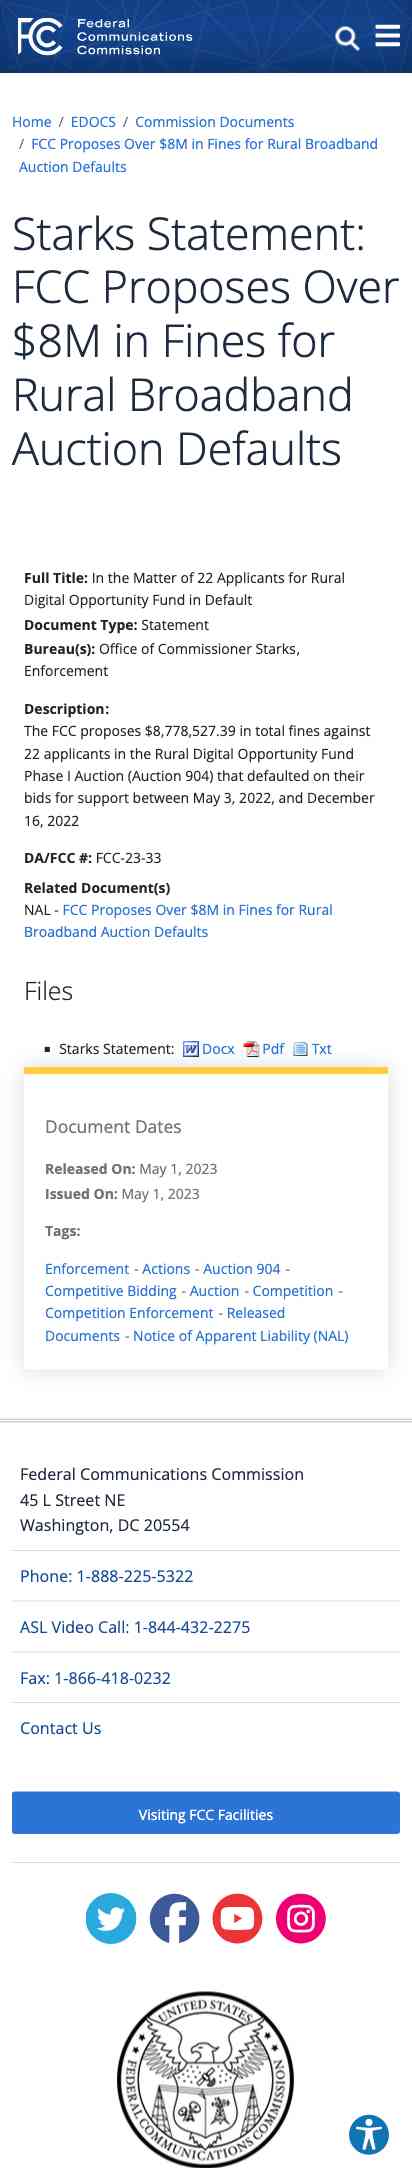 FC Federal
Communications
Commission
Home / EDOCS / Commission Documents
/ FCC Proposes Over $8M in Fines for Rural Broadband
Auction Defaults
Starks Statement:
FCC Proposes Over
$8M in Fines for
Rural Broadband
Auction Defaults
Full Title: In the Matter of 22 Applicants for Rural
Digital Opportunity Fund in Default
Document Type: Statement
Bureau(s): Office of Commissioner Starks,
Enforcement
Description:
The FCC proposes $8,778,527.39 in total fines against
22 applicants in the Rural Digital Opportunity Fund
Phase I Auction (Auction 904) that defaulted on their
bids for support between May 3, 2022, and December
16, 2022
DA/FCC #: FCC-23-33
Related Document(s)
NAL - FCC Proposes Over $8M in Fines for Rural
Broadband Auction Defaults
Files
▪ Starks Statement: Docx Pdf Txt
Document Dates
Released On: May 1, 2023
Issued On: May 1, 2023
Tags:
Enforcement - Actions - Auction 904 -
Competitive Bidding - Auction - Competition -
Competition Enforcement - Released
Documents - Notice of Apparent Liability (NAL)
Federal Communications Commission
45 L Street NE
Washington, DC 20554
Phone: 1-888-225-5322
ASL Video Call: 1-844-432-2275
Fax: 1-866-418-0232
Contact Us
Visiting FCC Facilities
UNITED STATES
FEDERAL COMMUNICATIONS COMMISSION